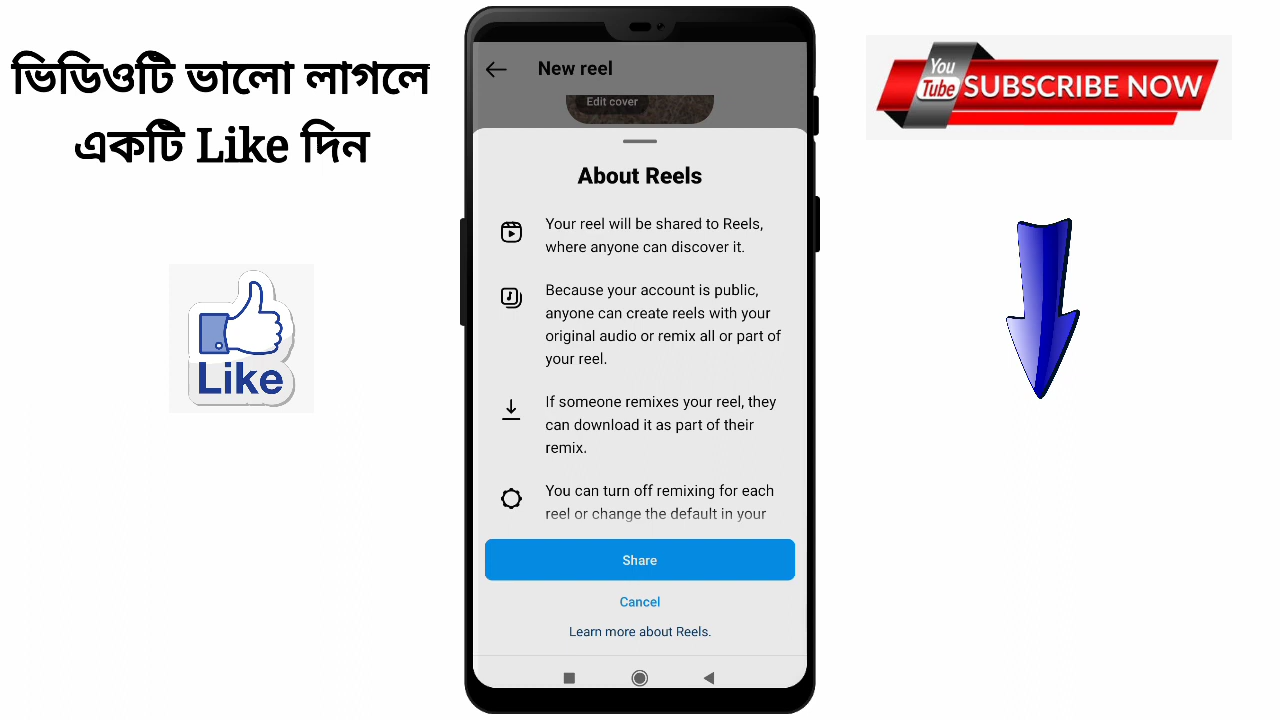 ভিডিওটি ভালো লাগলে
একটি Like দিন
Like
New reel
Edit cover
About Reels
Your reel will be shared to Reels,
where anyone can discover it.
Because your account is public,
anyone can create reels with your
original audio or remix all or part of
your reel.
If someone remixes your reel, they
can download it as part of their
remix.
You can turn off remixing for each
reel or change the default in your
Share
Cancel
Learn more about Reels.
You
Tube
SUBSCRIBE NOW